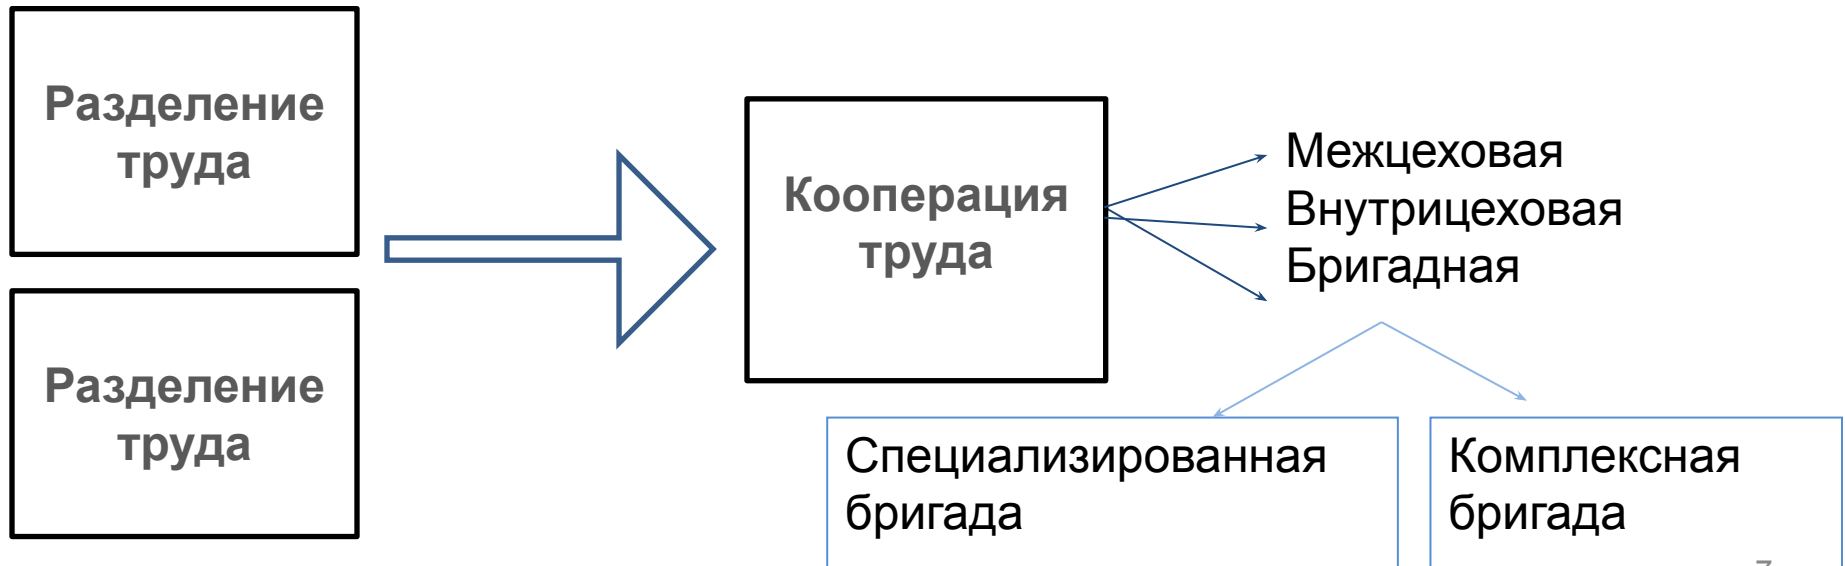 Разделение
труда
Разделение
труда
Кооперация
труда
Межцеховая
Внутрицеховая
Бригадная
Специализированная
бригада
Комплексная
бригада